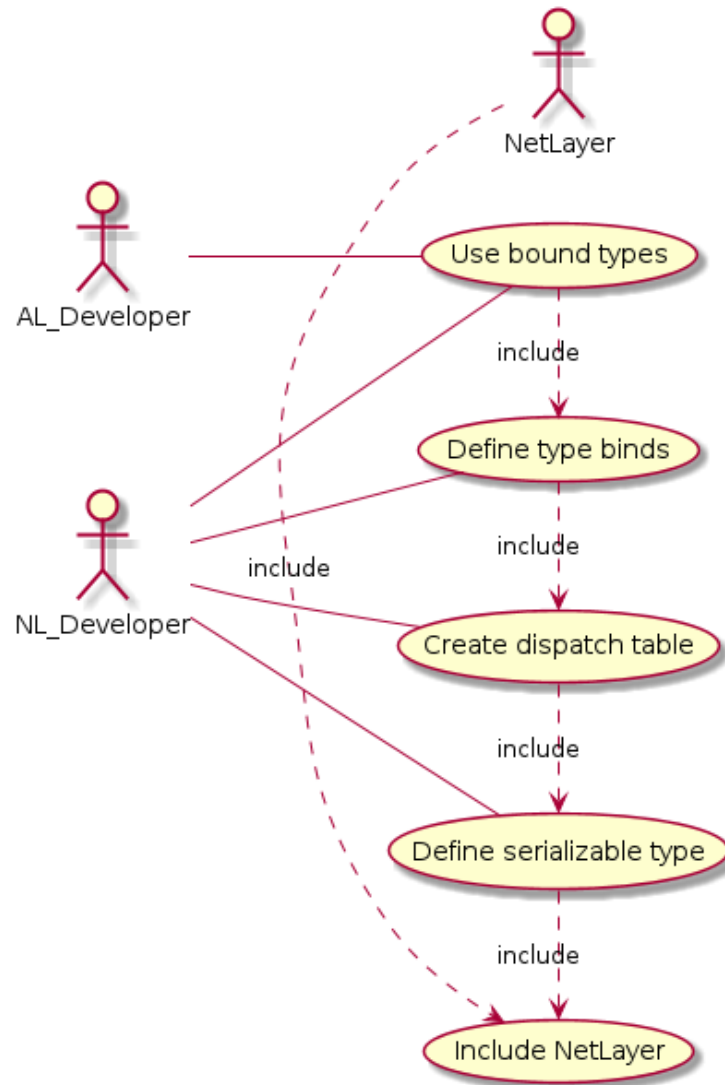 NetLayer
Use bound types
AL_Developer
include
Define type binds
include
include
NL_Developer
Create dispatch table
include
Define serializable type
include
Include NetLayer